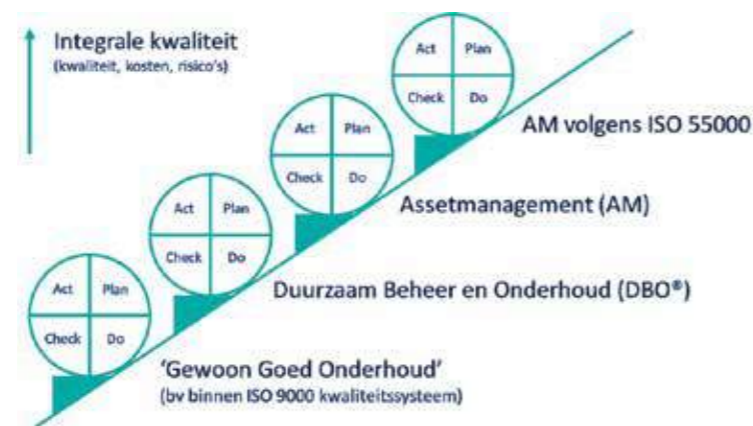 Integrale kwaliteit
(kwaliteit, kosten, risico's)
Act Plan
Check Do
AM volgens ISO 55000
Act Plan
Check Do
Assetmanagement (AM)
Act Plan
Check Do
Duurzaam Beheer en Onderhoud (DBO®)
Act Plan
Check Do
'Gewoon Goed Onderhoud'
(bv binnen ISO 9000 kwaliteitssysteem)